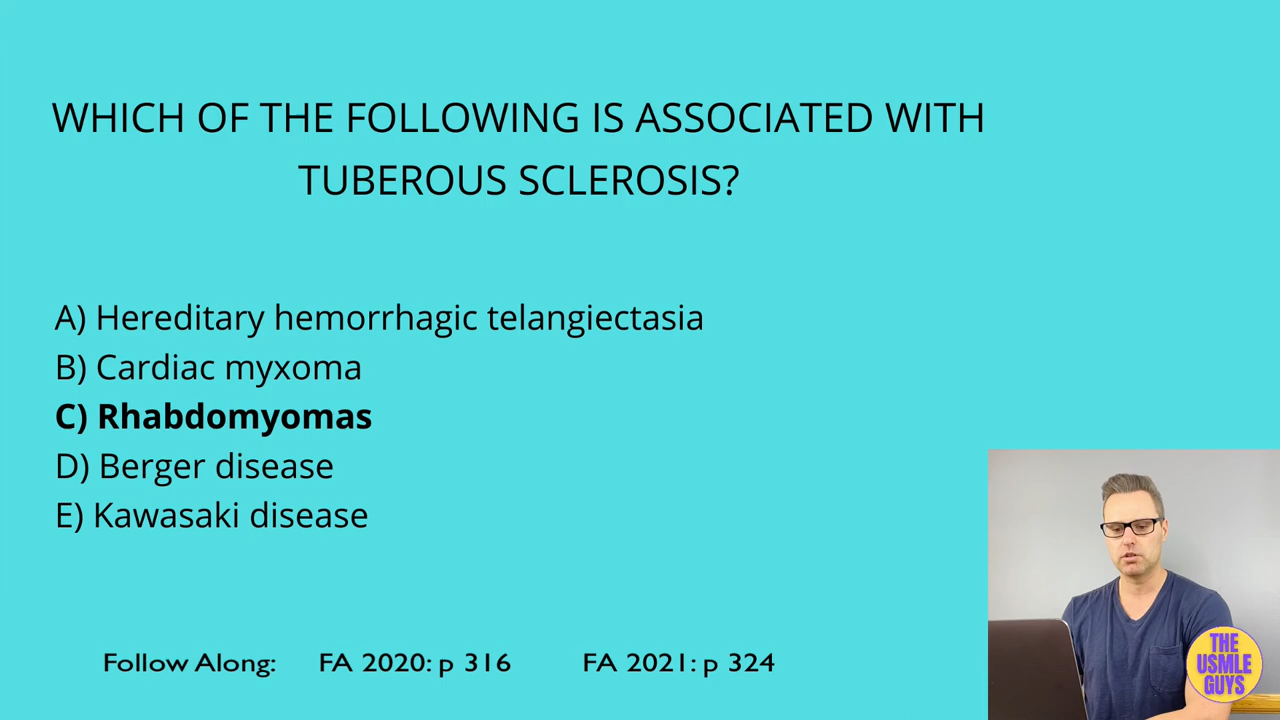 WHICH OF THE FOLLOWING IS ASSOCIATED WITH
TUBEROUS SCLEROSIS?
A) Hereditary hemorrhagic telangiectasia
B) Cardiac myxoma
C) Rhabdomyomas
D) Berger disease
E) Kawasaki disease
Follow Along: FA 2020: p 316 FA 2021: p 324
THE
USMLE
GUYS